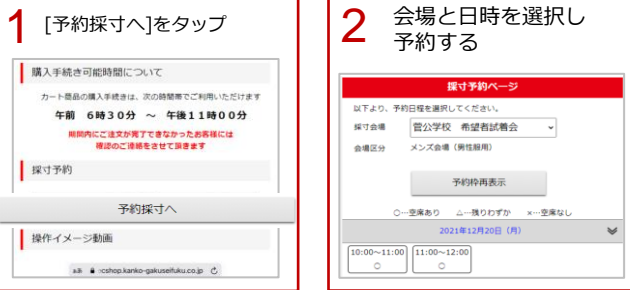 1
[予約採寸へ]をタップ
購入手続き可能時間について
カート商品の購入手続きは、次の時間帯でご利用いただけます
午前 6時30分 ～ 午後11時00分
期間内にご注文が完了できなかったお客様には
確認のご連絡をさせて頂きます
採寸予約
予約採寸へ
操作イメージ動画
ぁあ cshop.kanko-gakuseifuku.co.jp
2
会場と日時を選択し
予約する
採寸予約ページ
以下より、予約日程を選択してください。
採寸会場 菅公学校 希望者試着会
会場区分 メンズ会場（男性服用）
予約枠再表示
○…空席あり △…残りわずか ×…空席なし
2021年12月20日（月）
10:00～11:00 11:00～12:00
○ ○